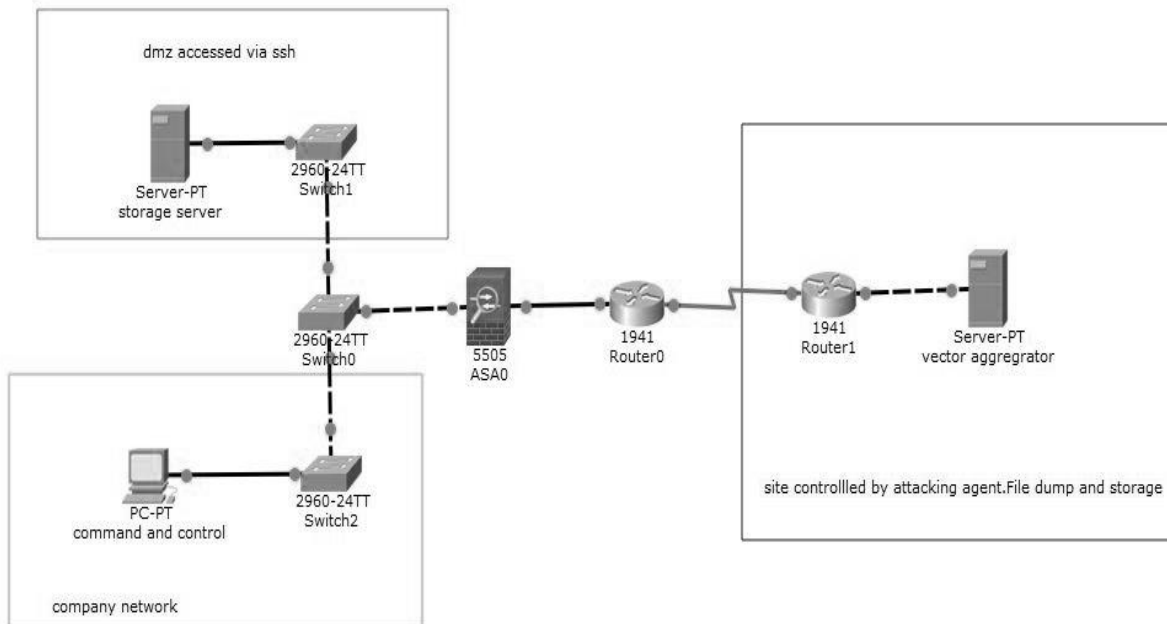 dmz accessed via ssh
Server-PT
storage server
2960-24TT
Switch1
2960-24TT
Switch0
5505
ASA0
1941
Router0
1941
Router1
Server-PT
vector aggregrator
site controllled by attacking agent.File dump and storage
PC-PT
command and control
2960-24TT
Switch2
company network